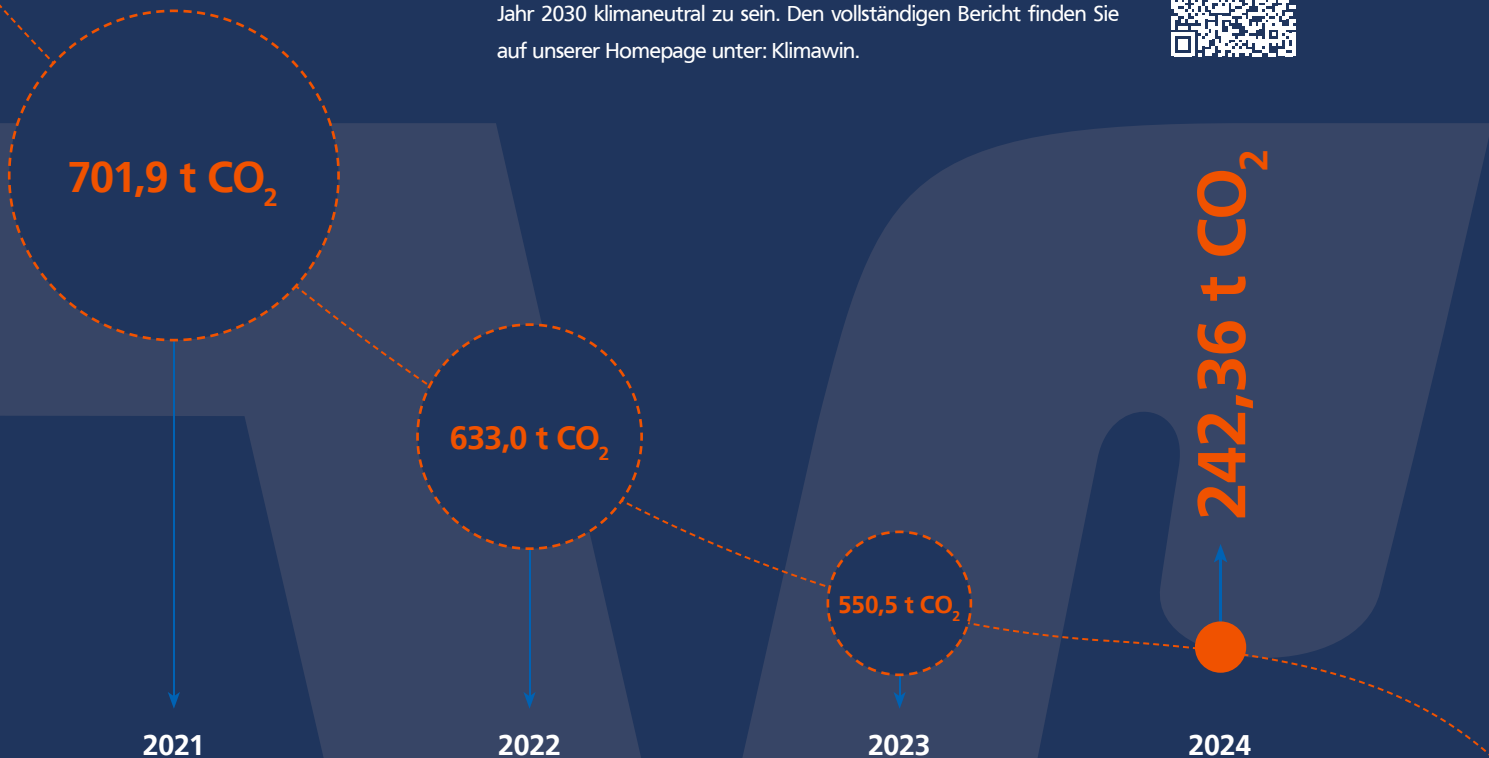 Jahr 2030 klimaneutral zu sein. Den vollständigen Bericht finden Sie
auf unserer Homepage unter: Klimawin.
701,9 t CO₂
633,0 t CO₂
550,5 t CO₂
242,36 t CO₂
2021
2022
2023
2024